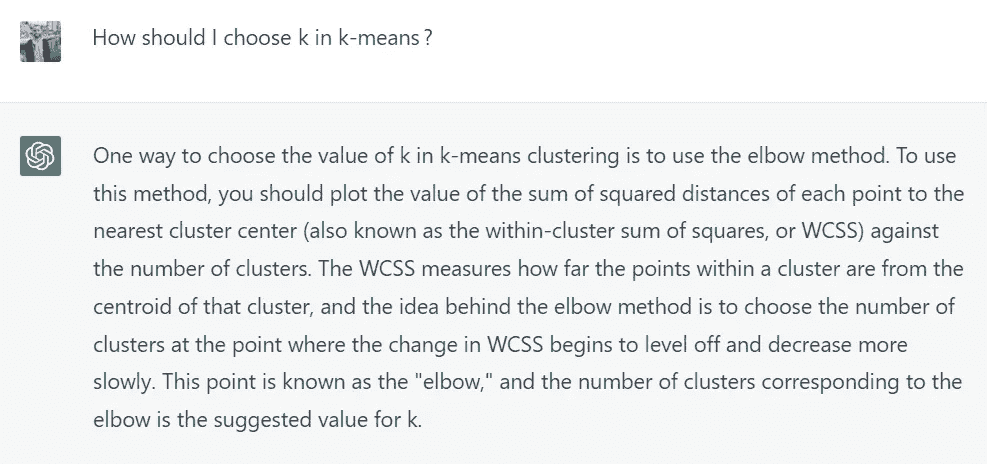 How should I choose k in k-means?
One way to choose the value of k in k-means clustering is to use the elbow method. To use
this method, you should plot the value of the sum of squared distances of each point to the
nearest cluster center (also known as the within-cluster sum of squares, or WCSS) against
the number of clusters. The WCSS measures how far the points within a cluster are from the
centroid of that cluster, and the idea behind the elbow method is to choose the number of
clusters at the point where the change in WCSS begins to level off and decrease more
slowly. This point is known as the "elbow," and the number of clusters corresponding to the
elbow is the suggested value for k.